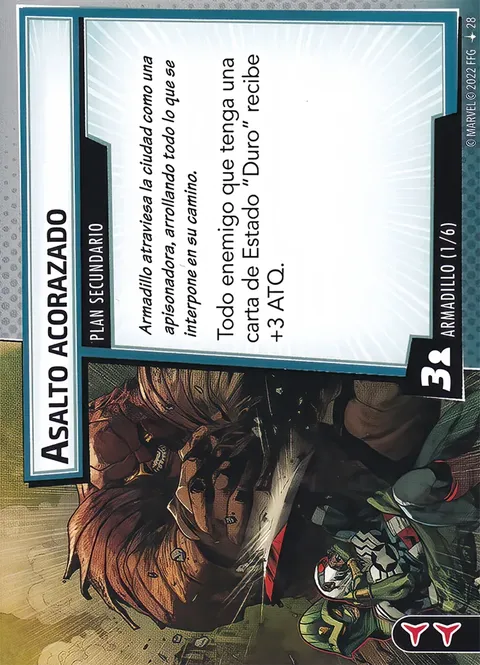 ASALTO ACORAZADO
PLAN SECUNDARIO
Armadillo atraviesa la ciudad como una
apisonadora, arrollando todo lo que se
interpone en su camino.
Todo enemigo que tenga una
carta de Estado “Duro” recibe
+3 ATQ.
3
ARMADILLO (1/6)
© MARVEL © 2022 FFG 28